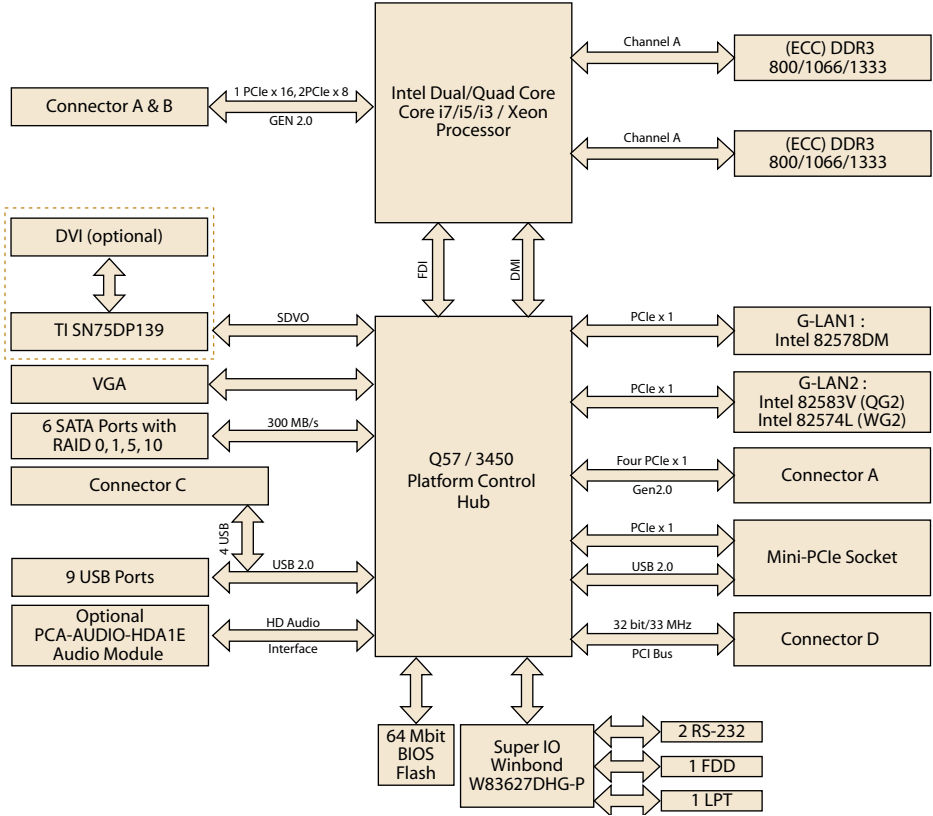 Channel A
(ECC) DDR3
800/1066/1333
Intel Dual/Quad Core
Core i7/i5/i3 / Xeon
Processor
Connector A & B
1 PCIe x 16, 2PCIe x 8
GEN 2.0
Channel A
(ECC) DDR3
800/1066/1333
DVI (optional)
FDI
DMI
TI SN75DP139
SDVO
PCIe x 1
G-LAN1 :
Intel 82578DM
VGA
PCIe x 1
G-LAN2 :
Intel 82583V (QG2)
Intel 82574L (WG2)
6 SATA Ports with
RAID 0, 1, 5, 10
300 MB/s
Q57 / 3450
Platform Control
Hub
Four PCIe x 1
Gen2.0
Connector A
Connector C
4 USB
PCIe x 1
USB 2.0
Mini-PCIe Socket
9 USB Ports
USB 2.0
Optional
PCA-AUDIO-HDA1E
Audio Module
HD Audio
Interface
32 bit/33 MHz
PCI Bus
Connector D
64 Mbit
BIOS
Flash
Super IO
Winbond
W83627DHG-P
2 RS-232
1 FDD
1 LPT